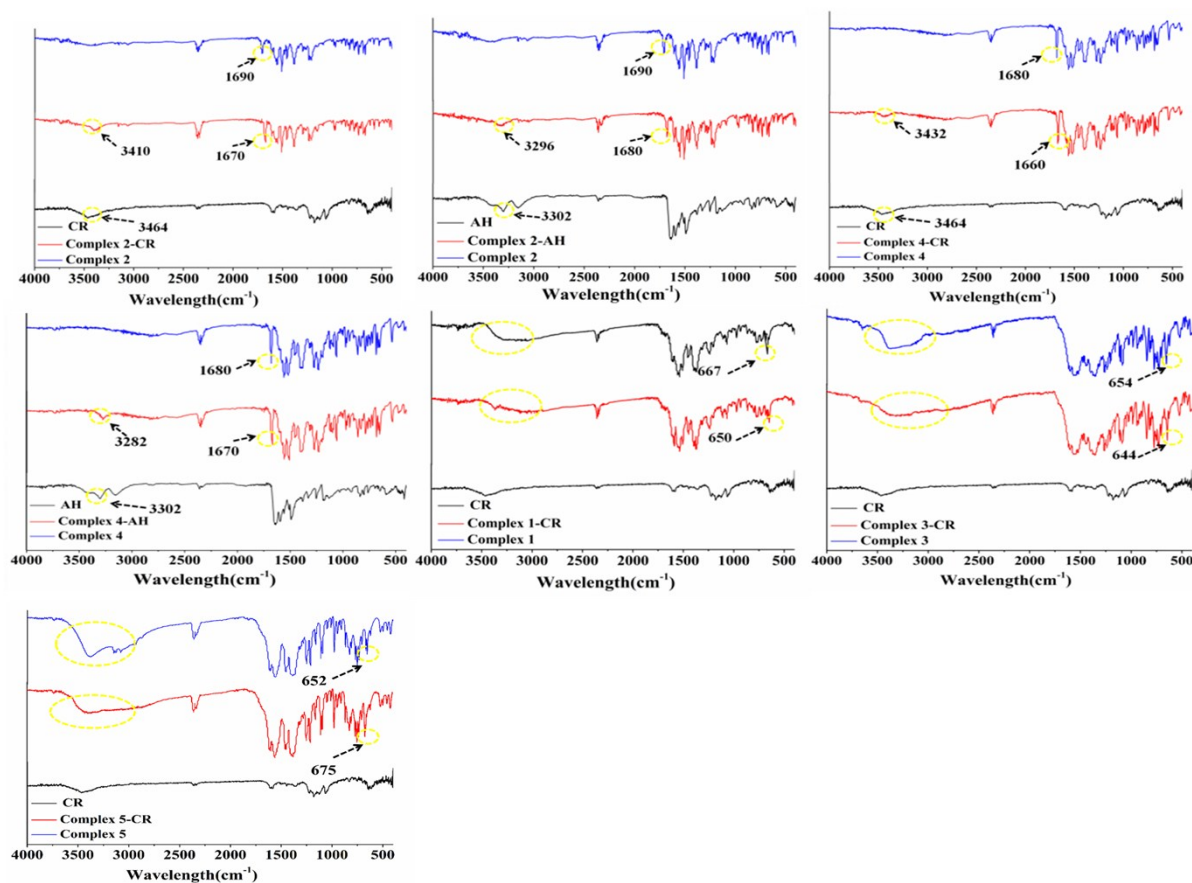 1690
3410
1670
3464
CR
Complex 2-CR
Complex 2
4000 3500 3000 2500 2000 1500 1000 500
Wavelength(cm-1)
1690
3296
1680
3302
AH
Complex 2-AH
Complex 2
4000 3500 3000 2500 2000 1500 1000 500
Wavelength(cm-1)
1680
3432
1660
3464
CR
Complex 4-CR
Complex 4
4000 3500 3000 2500 2000 1500 1000 500
Wavelength(cm-1)
1680
3282
1670
3302
AH
Complex 4-AH
Complex 4
4000 3500 3000 2500 2000 1500 1000 500
Wavelength(cm-1)
667
650
CR
Complex 1-CR
Complex 1
4000 3500 3000 2500 2000 1500 1000 500
Wavelength(cm-1)
654
644
CR
Complex 3-CR
Complex 3
4000 3500 3000 2500 2000 1500 1000 500
Wavelength(cm-1)
652
675
CR
Complex 5-CR
Complex 5
4000 3500 3000 2500 2000 1500 1000 500
Wavelength(cm-1)